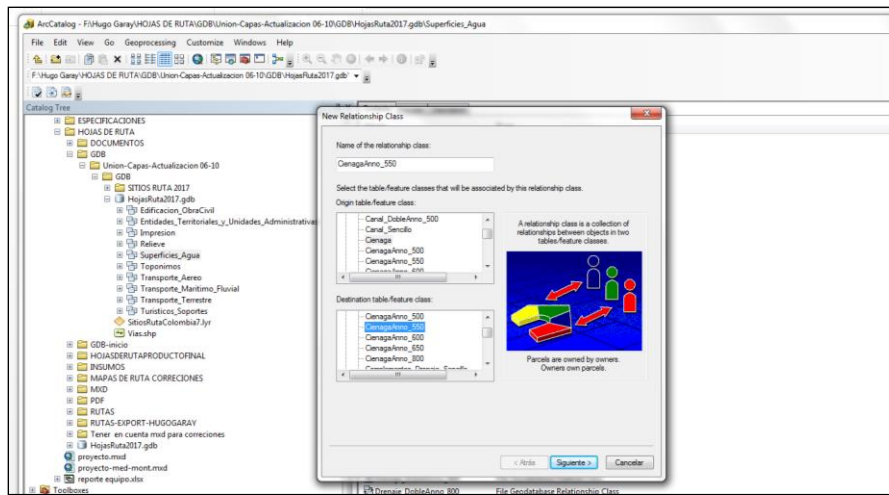 ArcCatalog - F:\Hugo Garay\HOJAS DE RUTA\GDB\Union-Capas-Actualizacion 06-10\GDB\HojasRuta2017.gdb\Superficies_Agua
File Edit View Go Geoprocessing Customize Windows Help
F:\Hugo Garay\HOJAS DE RUTA\GDB\Union-Capas-Actualizacion 06-10\GDB\HojasRuta2017.gdb\
Catalog Tree
ESPECIFICACIONES
HOJAS DE RUTA
DOCUMENTOS
GDB
Union-Capas-Actualizacion 06-10
GDB
SITIOS RUTA 2017
HojasRuta2017.gdb
Edificacion_ObraCivil
Entidades_Territoriales_y_Unidades_Administrativas
Impresion
Relieve
Superficies_Agua
Toponimos
Transporte_Aereo
Transporte_Maritimo_Fluvial
Transporte_Terrestre
Turisticos_Soportes
SitiosRutaColombia7.lyr
Vias.shp
GDB-inicio
HOJASDERUTAPRODUCTOFINAL
INSUMOS
MAPAS DE RUTA CORRECIONES
MXD
PDF
RUTAS
RUTAS-EXPORT-HUGOGARAY
Tener en cuenta mxd para correciones
HojasRuta2017.gdb
proyecto.mxd
proyecto-med-mont.mxd
reporte equipo.xlsx
Toolboxes
New Relationship Class
Name of the relationship class:
CienagaAnno_550
Select the table/feature classes that will be associated by this relationship class.
Origin table/feature class:
Canal_DobleAnno_500
Canal_Sencillo
Cienaga
CienagaAnno_500
CienagaAnno_550
CienagaAnno_600
Destination table/feature class:
CienagaAnno_500
CienagaAnno_550
CienagaAnno_600
CienagaAnno_650
CienagaAnno_800
A relationship class is a collection of
relationships between objects in two
tables/feature classes.
Parcels are owned by owners.
Owners own parcels.
< Atrás
Siguiente >
Cancelar
Drenaje_DobleAnno_800 File Geodatabase Relationship Class